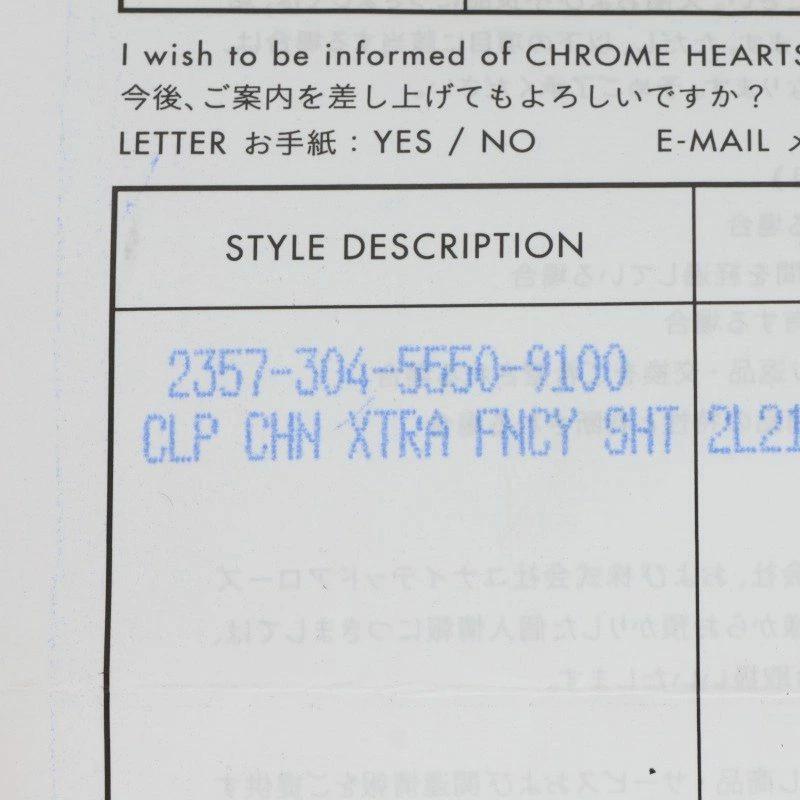 I wish to be informed of CHROME HEARTS
今後、ご案内を差し上げてもよろしいですか？
LETTER お手紙 : YES / NO E-MAIL メ
STYLE DESCRIPTION
2357-304-5550-9100
CLP CHN XTRA FNCY SHT 2L21